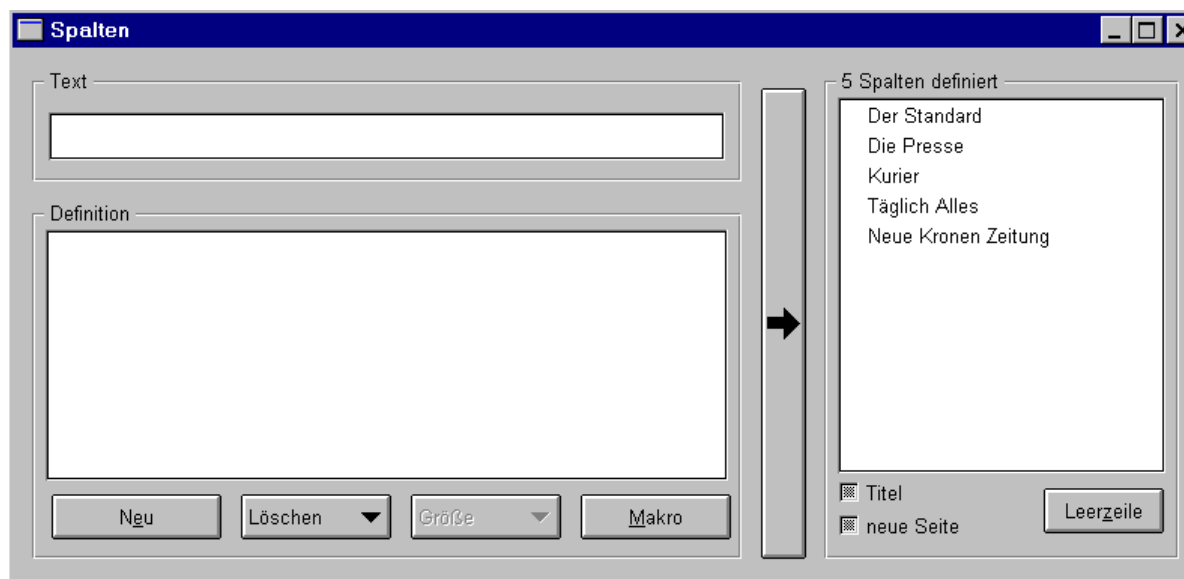 Spalten
Text
Definition
Neu
Löschen
Größe
Makro
5 Spalten definiert
Der Standard
Die Presse
Kurier
Täglich Alles
Neue Kronen Zeitung
Titel
neue Seite
Leerzeile